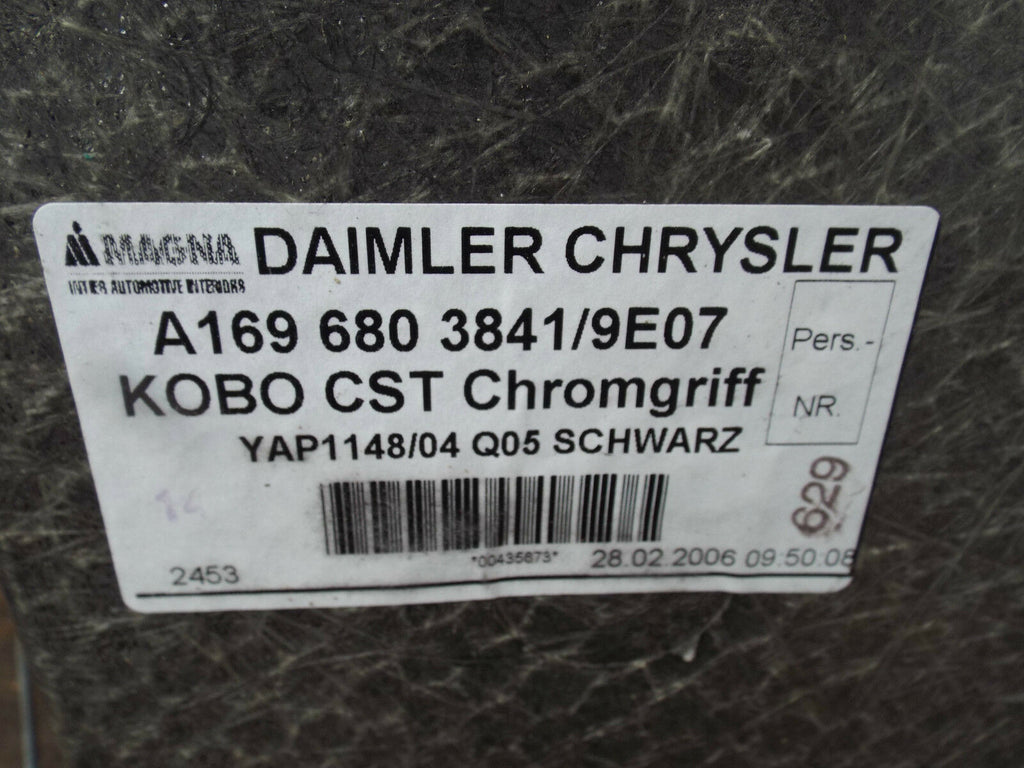 MAGNA DAIMLER CHRYSLER
INTIER AUTOMOTIVE INTERIORS
A169 680 3841/9E07
Pers.-
KOBO CST Chromgriff
NR.
YAP1148/04 Q05 SCHWARZ
629
*00435673* 28.02.2006 09.50.08
2453